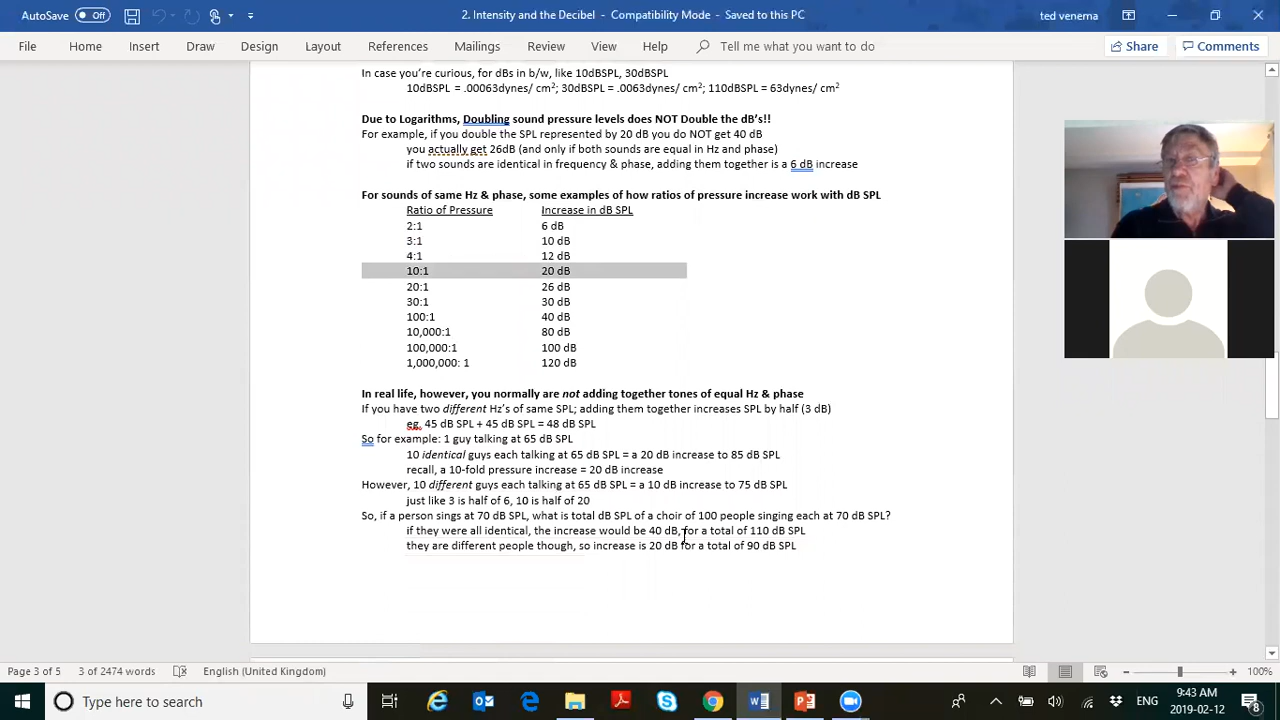 AutoSave Off
2. Intensity and the Decibel - Compatibility Mode - Saved to this PC
ted venema
File Home Insert Draw Design Layout References Mailings Review View Help Tell me what you want to do Share Comments
In case you're curious, for dBs in b/w, like 10dBSPL, 30dBSPL
10dBSPL = .00063dynes/ cm²; 30dBSPL = .0063dynes/ cm²; 110dBSPL = 63dynes/ cm²
Due to Logarithms, Doubling sound pressure levels does NOT Double the dB's!!
For example, if you double the SPL represented by 20 dB you do NOT get 40 dB
you actually get 26dB (and only if both sounds are equal in Hz and phase)
if two sounds are identical in frequency & phase, adding them together is a 6 dB increase
For sounds of same Hz & phase, some examples of how ratios of pressure increase work with dB SPL
Ratio of Pressure Increase in dB SPL
2:1 6 dB
3:1 10 dB
4:1 12 dB
10:1 20 dB
20:1 26 dB
30:1 30 dB
100:1 40 dB
10,000:1 80 dB
100,000:1 100 dB
1,000,000: 1 120 dB
In real life, however, you normally are not adding together tones of equal Hz & phase
If you have two different Hz's of same SPL; adding them together increases SPL by half (3 dB)
eg. 45 dB SPL + 45 dB SPL = 48 dB SPL
So for example: 1 guy talking at 65 dB SPL
10 identical guys each talking at 65 dB SPL = a 20 dB increase to 85 dB SPL
recall, a 10-fold pressure increase = 20 dB increase
However, 10 different guys each talking at 65 dB SPL = a 10 dB increase to 75 dB SPL
just like 3 is half of 6, 10 is half of 20
So, if a person sings at 70 dB SPL, what is total dB SPL of a choir of 100 people singing each at 70 dB SPL?
if they were all identical, the increase would be 40 dB, for a total of 110 dB SPL
they are different people though, so increase is 20 dB for a total of 90 dB SPL
Page 3 of 5 3 of 2474 words English (United Kingdom) 100%
Type here to search
ENG
9:43 AM
2019-02-12
8